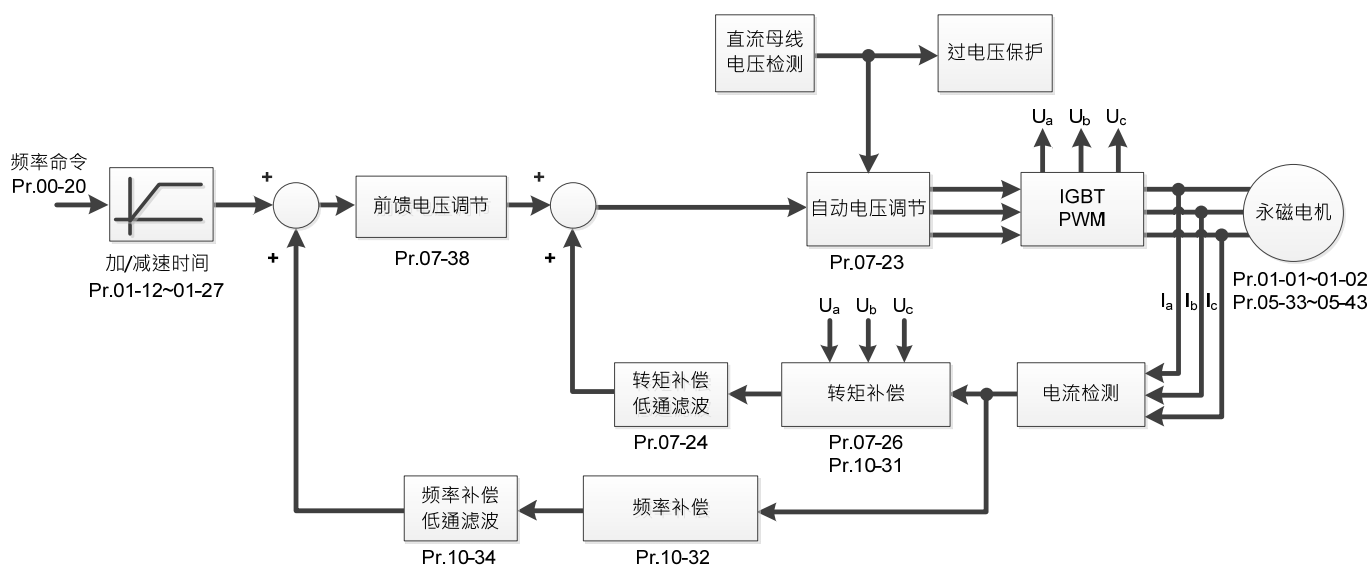 直流母线
电压检测
过电压保护
Ua
Ub
Uc
频率命令
Pr.00-20
+
+
前馈电压调节
自动电压调节
IGBT
PWM
永磁电机
+
+
加/减速时间
Pr.01-12~01-27
Pr.07-38
Pr.07-23
Pr.01-01~01-02
Pr.05-33~05-43
Ia
Ib
Ic
Ua
Ub
Uc
转矩补偿
低通滤波
转矩补偿
电流检测
Pr.07-24
Pr.07-26
Pr.10-31
频率补偿
低通滤波
频率补偿
Pr.10-34
Pr.10-32